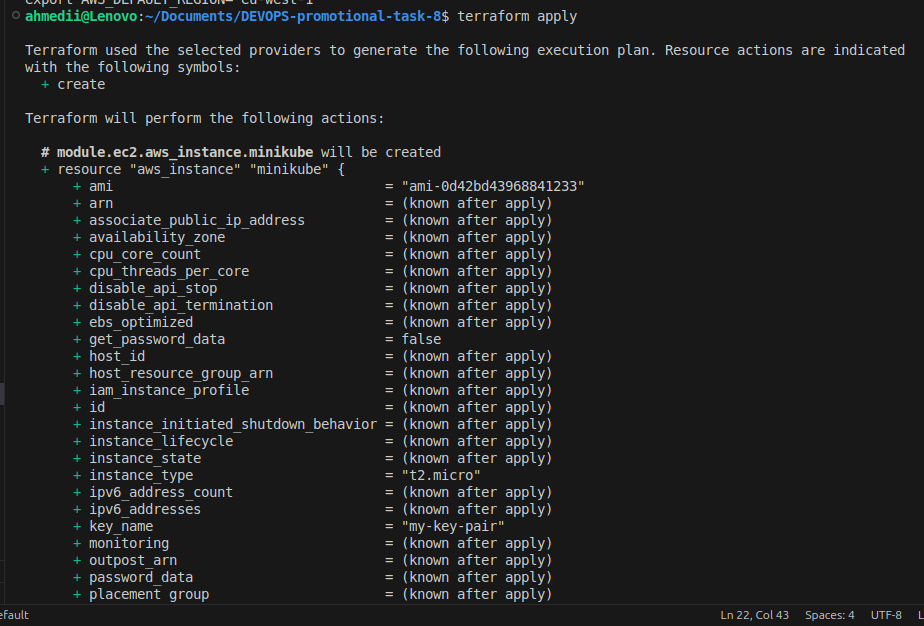 export AWS_DEFAULT_REGION="eu-west-1"
ahmedii@Lenovo:~/Documents/DEVOPS-promotional-task-8$ terraform apply
Terraform used the selected providers to generate the following execution plan. Resource actions are indicated
with the following symbols:
+ create
Terraform will perform the following actions:
# module.ec2.aws_instance.minikube will be created
+ resource "aws_instance" "minikube" {
+ ami = "ami-0d42bd43968841233"
+ arn = (known after apply)
+ associate_public_ip_address = (known after apply)
+ availability_zone = (known after apply)
+ cpu_core_count = (known after apply)
+ cpu_threads_per_core = (known after apply)
+ disable_api_stop = (known after apply)
+ disable_api_termination = (known after apply)
+ ebs_optimized = (known after apply)
+ get_password_data = false
+ host_id = (known after apply)
+ host_resource_group_arn = (known after apply)
+ iam_instance_profile = (known after apply)
+ id = (known after apply)
+ instance_initiated_shutdown_behavior = (known after apply)
+ instance_lifecycle = (known after apply)
+ instance_state = (known after apply)
+ instance_type = "t2.micro"
+ ipv6_address_count = (known after apply)
+ ipv6_addresses = (known after apply)
+ key_name = "my-key-pair"
+ monitoring = (known after apply)
+ outpost_arn = (known after apply)
+ password_data = (known after apply)
+ placement_group = (known after apply)
efault Ln 22, Col 43 Spaces: 4 UTF-8 L